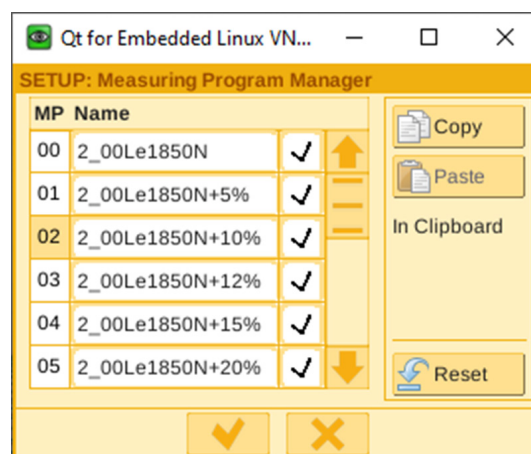 Qt for Embedded Linux VN...
SETUP: Measuring Program Manager
MP Name
00 2_00Le1850N
01 2_00Le1850N+5%
02 2_00Le1850N+10%
03 2_00Le1850N+12%
04 2_00Le1850N+15%
05 2_00Le1850N+20%
Copy
Paste
In Clipboard
Reset